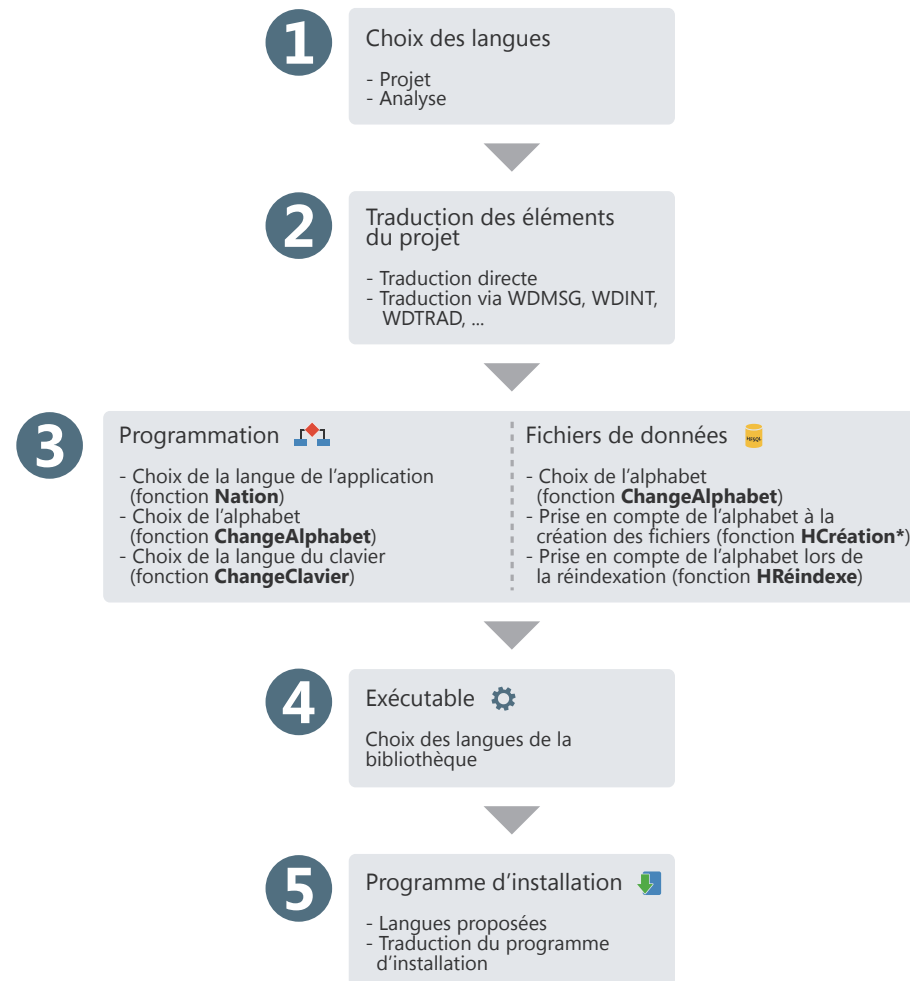 1
Choix des langues
- Projet
- Analyse
2
Traduction des éléments
du projet
- Traduction directe
- Traduction via WDMSG, WDINT,
WDTRAD, ...
3
Programmation
- Choix de la langue de l’application
(fonction Nation)
- Choix de l’alphabet
(fonction ChangeAlphabet)
- Choix de la langue du clavier
(fonction ChangeClavier)
Fichiers de données
HFSQL
- Choix de l’alphabet
(fonction ChangeAlphabet)
- Prise en compte de l’alphabet à la
création des fichiers (fonction HCréation*)
- Prise en compte de l’alphabet lors de
la réindexation (fonction HRéindexe)
4
Exécutable
Choix des langues de la
bibliothèque
5
Programme d’installation
- Langues proposées
- Traduction du programme
d’installation